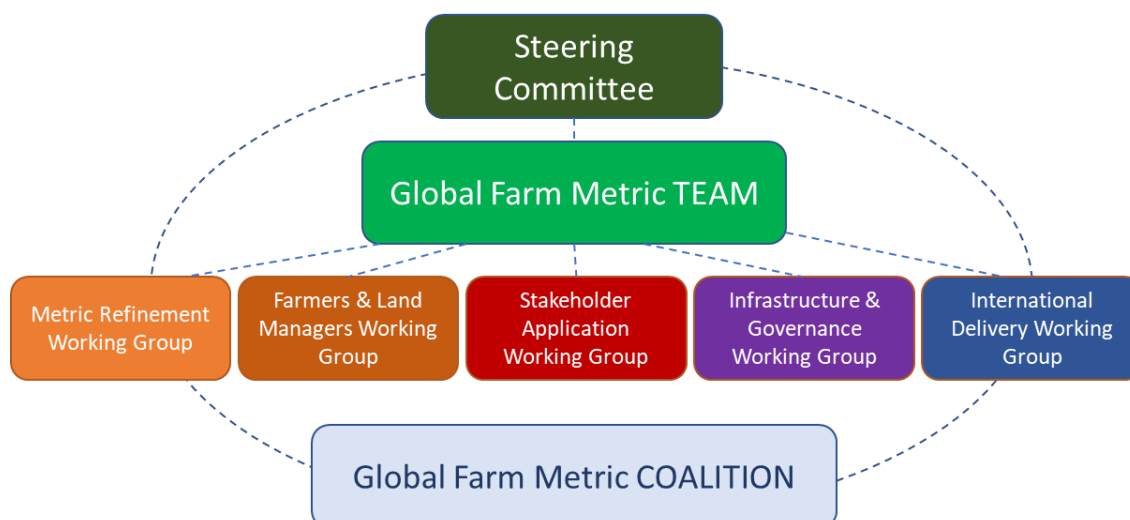 Steering
Committee
Global Farm Metric TEAM
Metric Refinement
Working Group
Farmers & Land
Managers Working
Group
Stakeholder
Application
Working Group
Infrastructure &
Governance
Working Group
International
Delivery Working
Group
Global Farm Metric COALITION